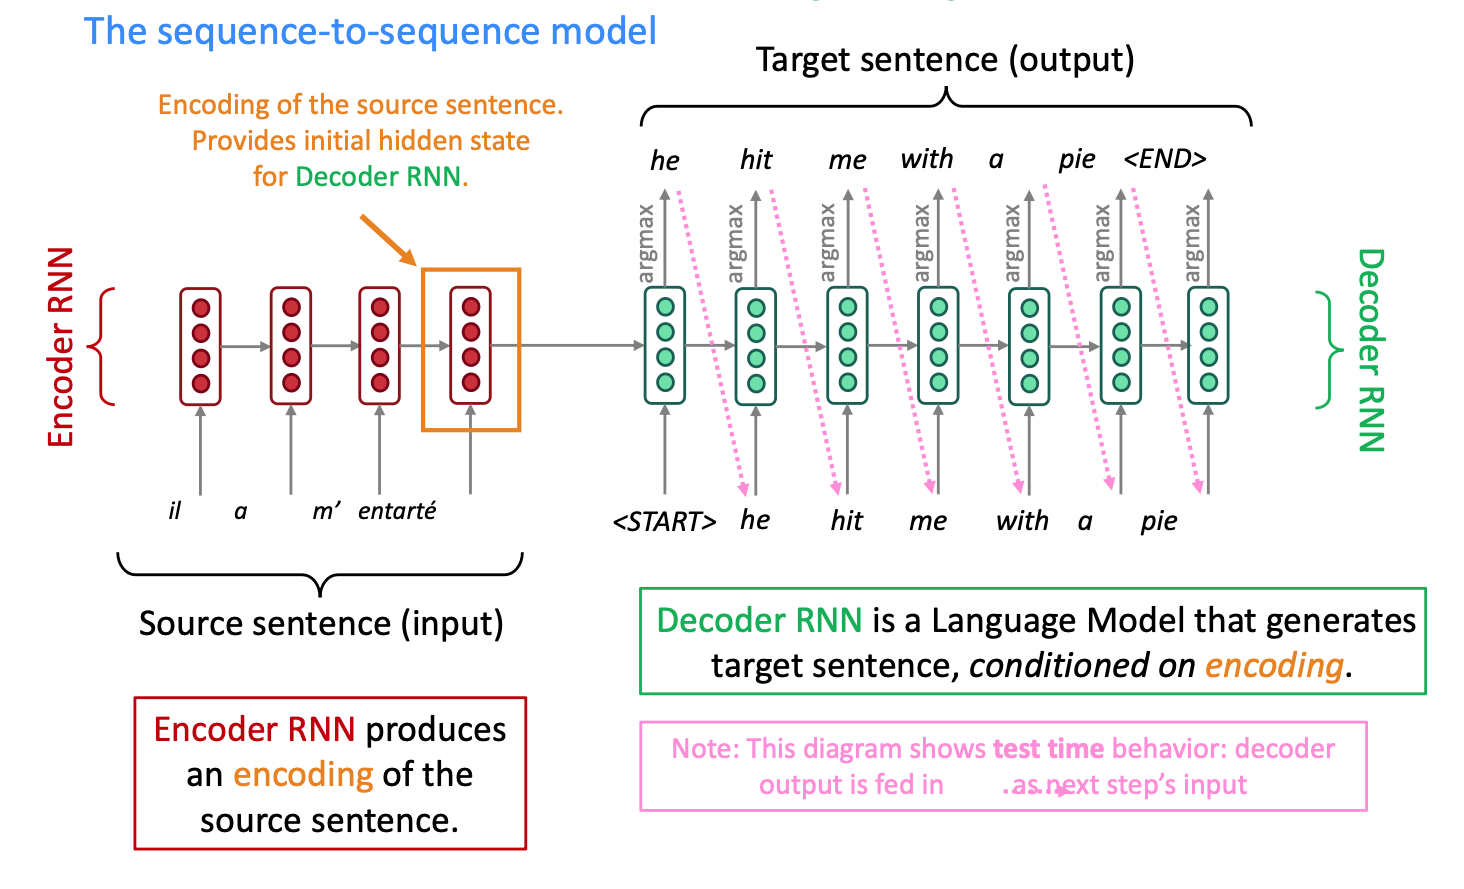 The sequence-to-sequence model
Target sentence (output)
Encoding of the source sentence.
Provides initial hidden state
for Decoder RNN.
he hit me with a pie <END>
argmax argmax argmax argmax argmax argmax argmax
Encoder RNN
Decoder RNN
il a m’ entarté
<START> he hit me with a pie
Source sentence (input)
Decoder RNN is a Language Model that generates
target sentence, conditioned on encoding.
Encoder RNN produces
an encoding of the
source sentence.
Note: This diagram shows test time behavior: decoder
output is fed in as next step’s input